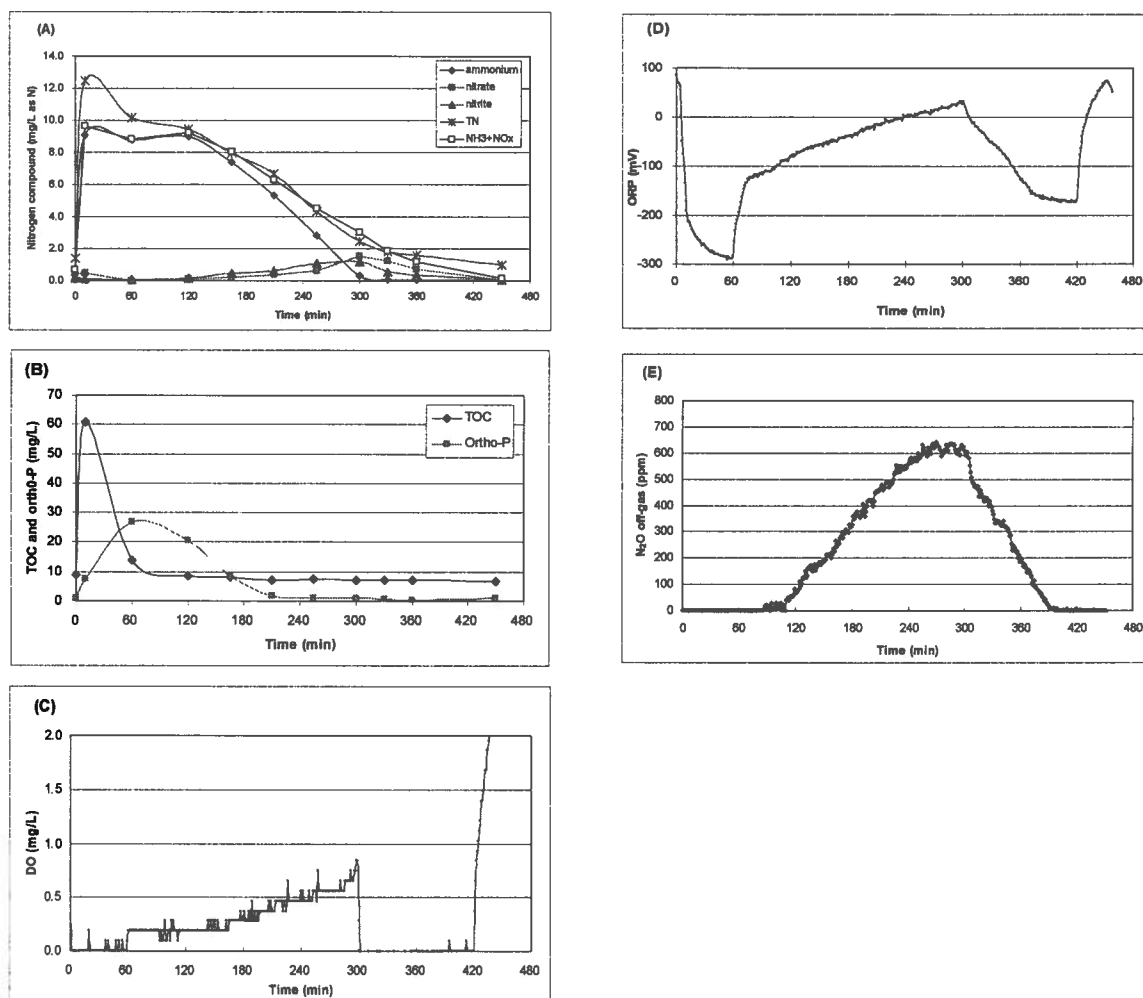 (A)
Nitrogen compound (mg/L as N)
14.0
12.0
10.0
8.0
6.0
4.0
2.0
0.0
0 60 120 180 240 300 360 420 480
Time (min)
ammonium
nitrate
nitrite
TN
NH3+NOx
(B)
TOC and orth0-P (mg/L)
70
60
50
40
30
20
10
0
0 60 120 180 240 300 360 420 480
Time (min)
TOC
Ortho-P
(C)
DO (mg/L)
2.0
1.5
1.0
0.5
0.0
0 60 120 180 240 300 360 420 480
Time (min)
(D)
ORP (mV)
100
0
-100
-200
-300
0 60 120 180 240 300 360 420 480
Time (min)
(E)
N₂O off-gas (ppm)
800
700
600
500
400
300
200
100
0
0 60 120 180 240 300 360 420 480
Time (min)